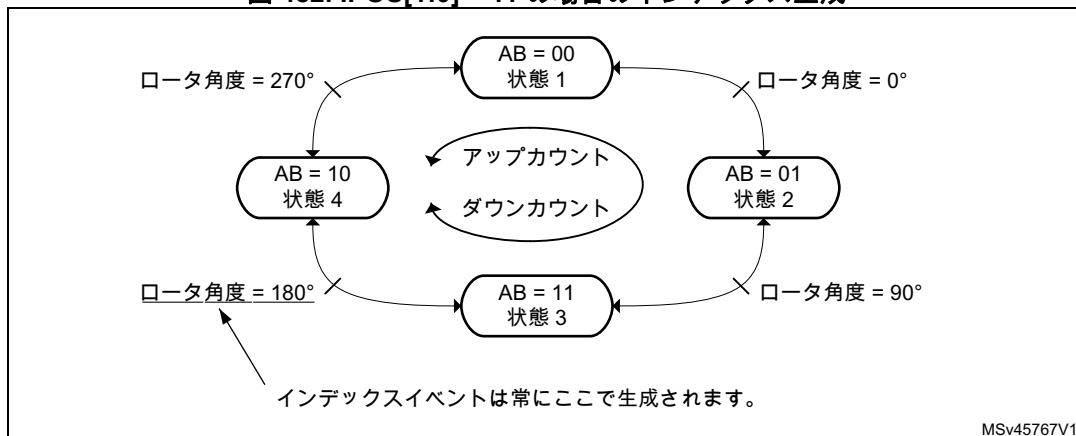 AB = 00
状態 1
ロータ角度 = 270°
ロータ角度 = 0°
アップカウント
ダウンカウント
AB = 10
状態 4
AB = 01
状態 2
ロータ角度 = 180°
AB = 11
状態 3
ロータ角度 = 90°
インデックスイベントは常にここで生成されます。
MSv45767V1